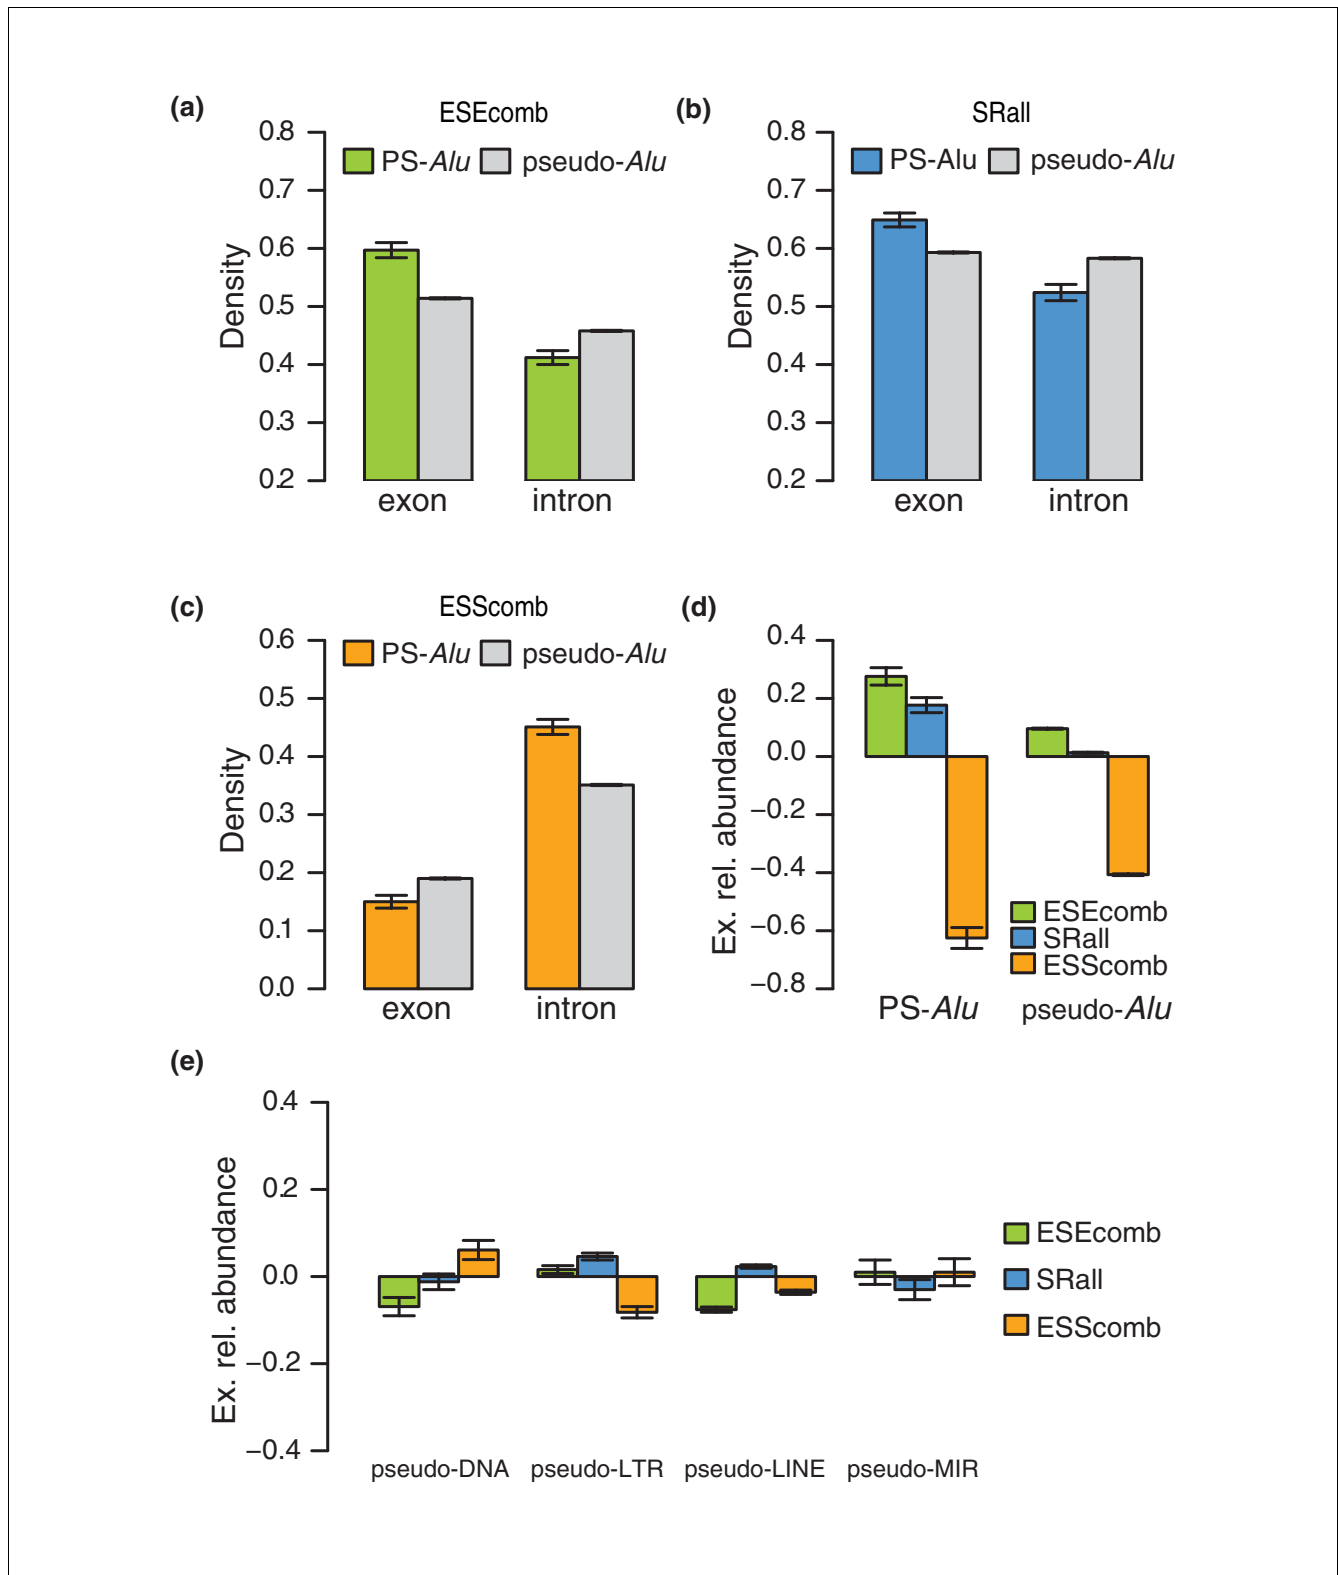 (a)
ESEcomb
0.8
PS-Alu pseudo-Alu
0.7
0.6
0.5
0.4
0.3
0.2
Density
exon intron
(b)
SRall
0.8
PS-Alu pseudo-Alu
0.7
0.6
0.5
0.4
0.3
0.2
Density
exon intron
(c)
ESScomb
0.6
PS-Alu pseudo-Alu
0.5
0.4
0.3
0.2
0.1
0.0
Density
exon intron
(d)
0.4
0.2
0.0
−0.2
−0.4
−0.6
−0.8
Ex. rel. abundance
ESEcomb
SRall
ESScomb
PS-Alu pseudo-Alu
(e)
0.4
0.2
0.0
−0.2
−0.4
Ex. rel. abundance
ESEcomb
SRall
ESScomb
pseudo-DNA pseudo-LTR pseudo-LINE pseudo-MIR